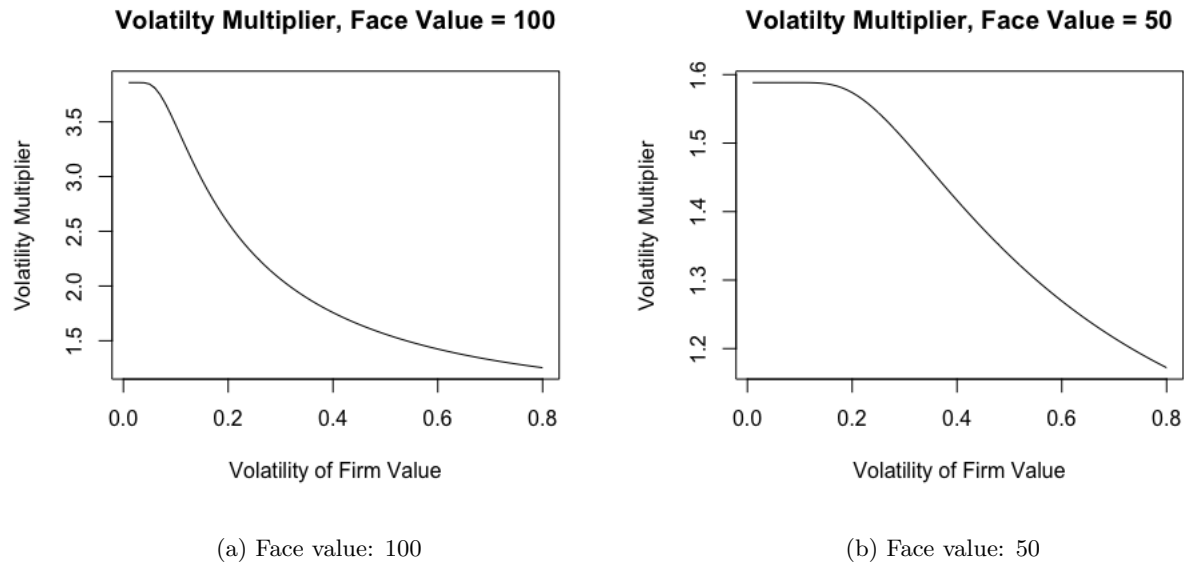 Volatilty Multiplier, Face Value = 100
Volatility Multiplier
3.5
3.0
2.5
2.0
1.5
0.0 0.2 0.4 0.6 0.8
Volatility of Firm Value
(a) Face value: 100
Volatilty Multiplier, Face Value = 50
Volatility Multiplier
1.6
1.5
1.4
1.3
1.2
0.0 0.2 0.4 0.6 0.8
Volatility of Firm Value
(b) Face value: 50